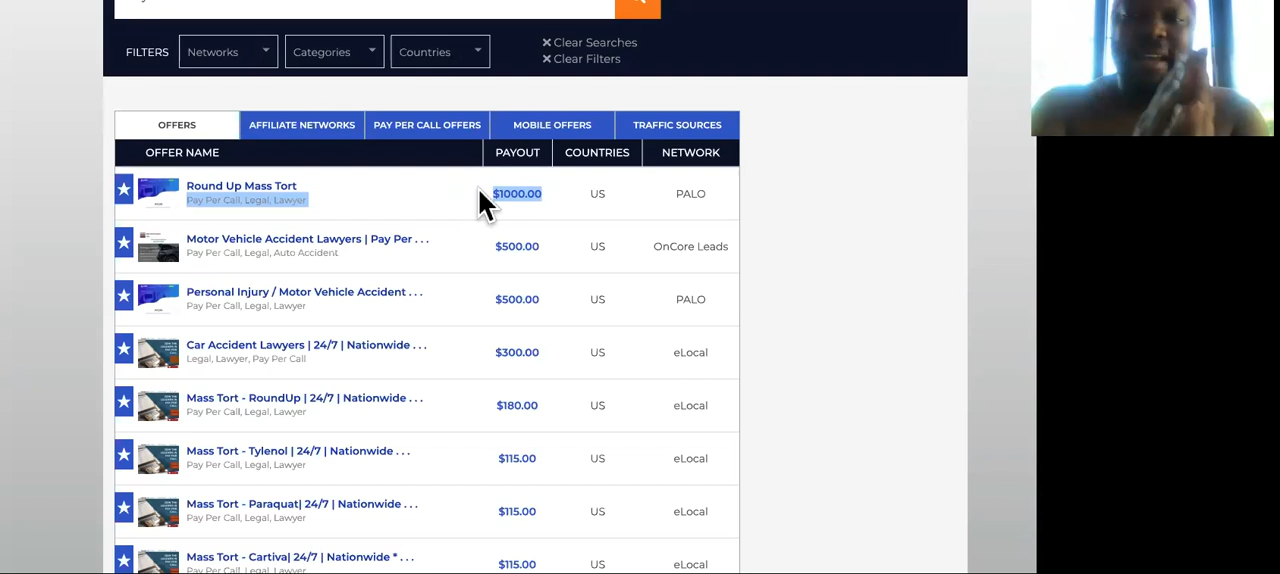 FILTERS Networks Categories Countries
Clear Searches
Clear Filters
OFFERS AFFILIATE NETWORKS PAY PER CALL OFFERS MOBILE OFFERS TRAFFIC SOURCES
OFFER NAME PAYOUT COUNTRIES NETWORK
Round Up Mass Tort
Pay Per Call, Legal, Lawyer
$1000.00 US PALO
Motor Vehicle Accident Lawyers | Pay Per . . .
Pay Per Call, Legal, Auto Accident
$500.00 US OnCore Leads
Personal Injury / Motor Vehicle Accident . . .
Pay Per Call, Legal, Lawyer
$500.00 US PALO
Car Accident Lawyers | 24/7 | Nationwide . . .
Legal, Lawyer, Pay Per Call
$300.00 US eLocal
Mass Tort - RoundUp | 24/7 | Nationwide . . .
Pay Per Call, Legal, Lawyer
$180.00 US eLocal
Mass Tort - Tylenol | 24/7 | Nationwide . . .
Pay Per Call, Legal, Lawyer
$115.00 US eLocal
Mass Tort - Paraquat| 24/7 | Nationwide . . .
Pay Per Call, Legal, Lawyer
$115.00 US eLocal
Mass Tort - Cartiva| 24/7 | Nationwide * . . .
$115.00 US eLocal